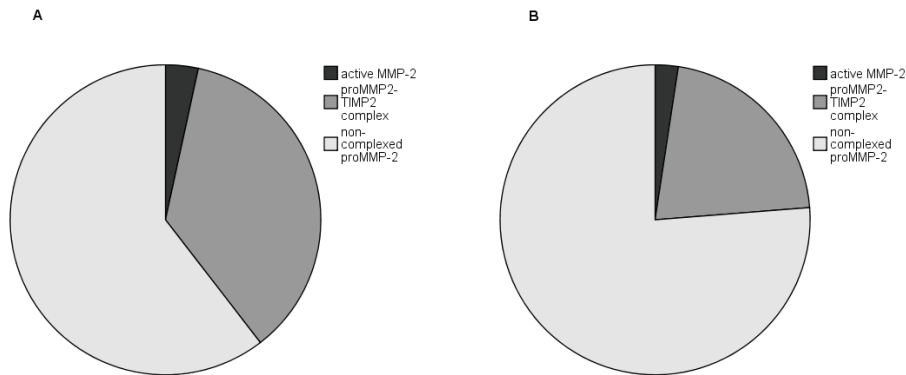 A
active MMP-2
proMMP2-
TIMP2
complex
non-
complexed
proMMP-2
B
active MMP-2
proMMP2-
TIMP2
complex
non-
complexed
proMMP-2